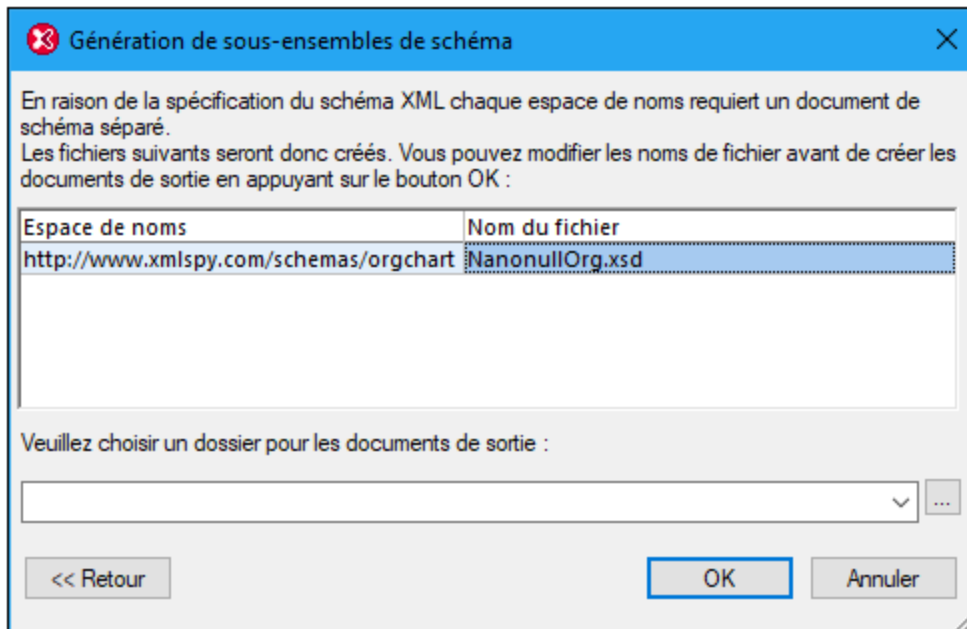 Génération de sous-ensembles de schéma
En raison de la spécification du schéma XML chaque espace de noms requiert un document de
schéma séparé.
Les fichiers suivants seront donc créés. Vous pouvez modifier les noms de fichier avant de créer les
documents de sortie en appuyant sur le bouton OK :
Espace de noms Nom du fichier
http://www.xmlspy.com/schemas/orgchart NanonullOrg.xsd
Veuillez choisir un dossier pour les documents de sortie :
...
<< Retour OK Annuler